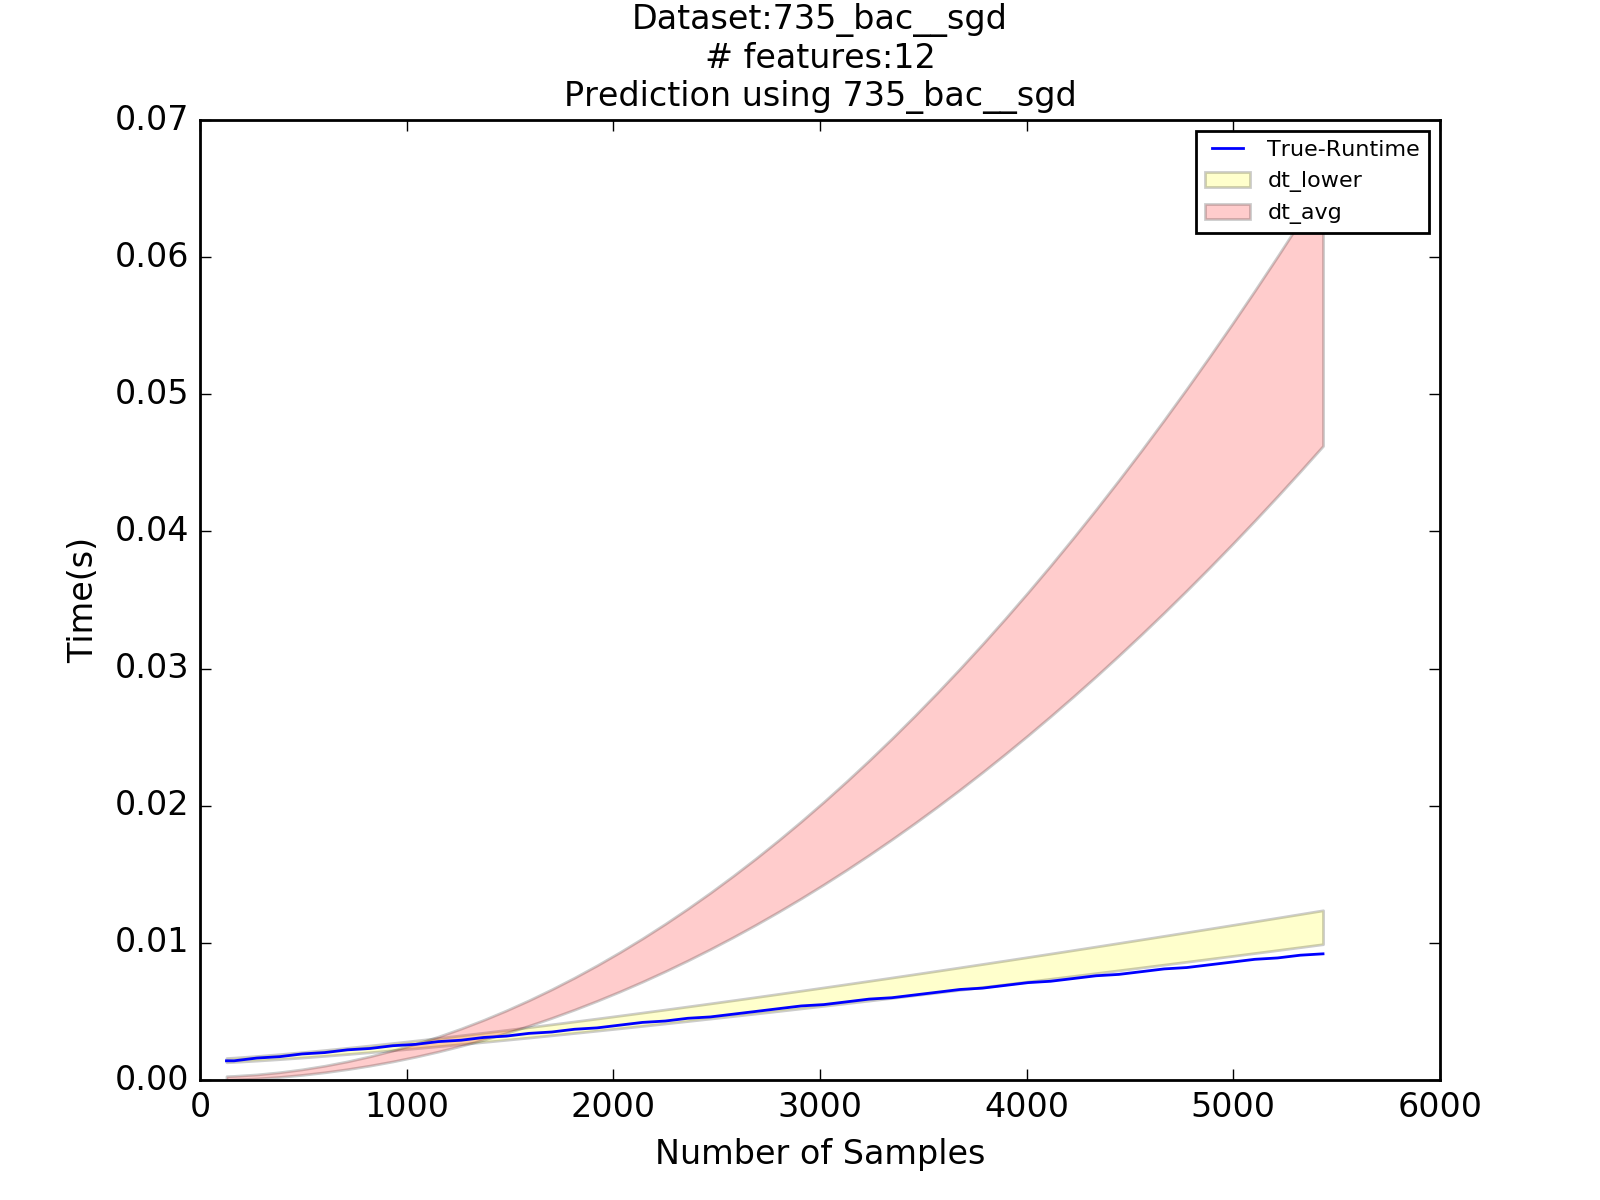 Dataset:735_bac__sgd
# features:12
Prediction using 735_bac__sgd
0.07
0.06
0.05
0.04
0.03
0.02
0.01
0.00
Time(s)
True-Runtime
dt_lower
dt_avg
0 1000 2000 3000 4000 5000 6000
Number of Samples